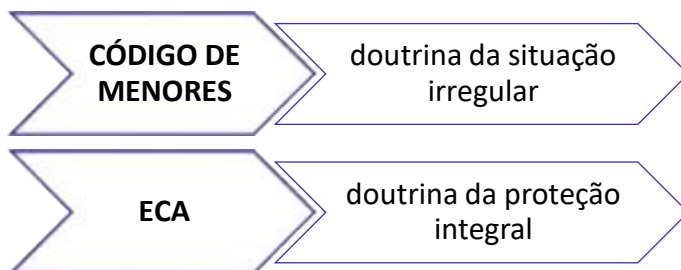 CÓDIGO DE
MENORES
doutrina da situação
irregular
ECA
doutrina da proteção
integral